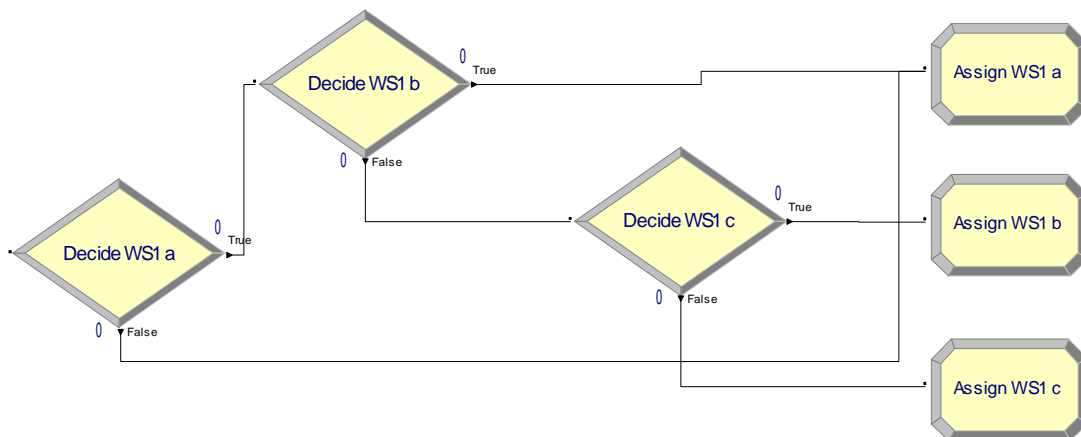 0
True
Decide WS1 b
Assign WS1 a
0
False
0
True
Decide WS1 c
Assign WS1 b
0
True
Decide WS1 a
0
False
0
False
Assign WS1 c